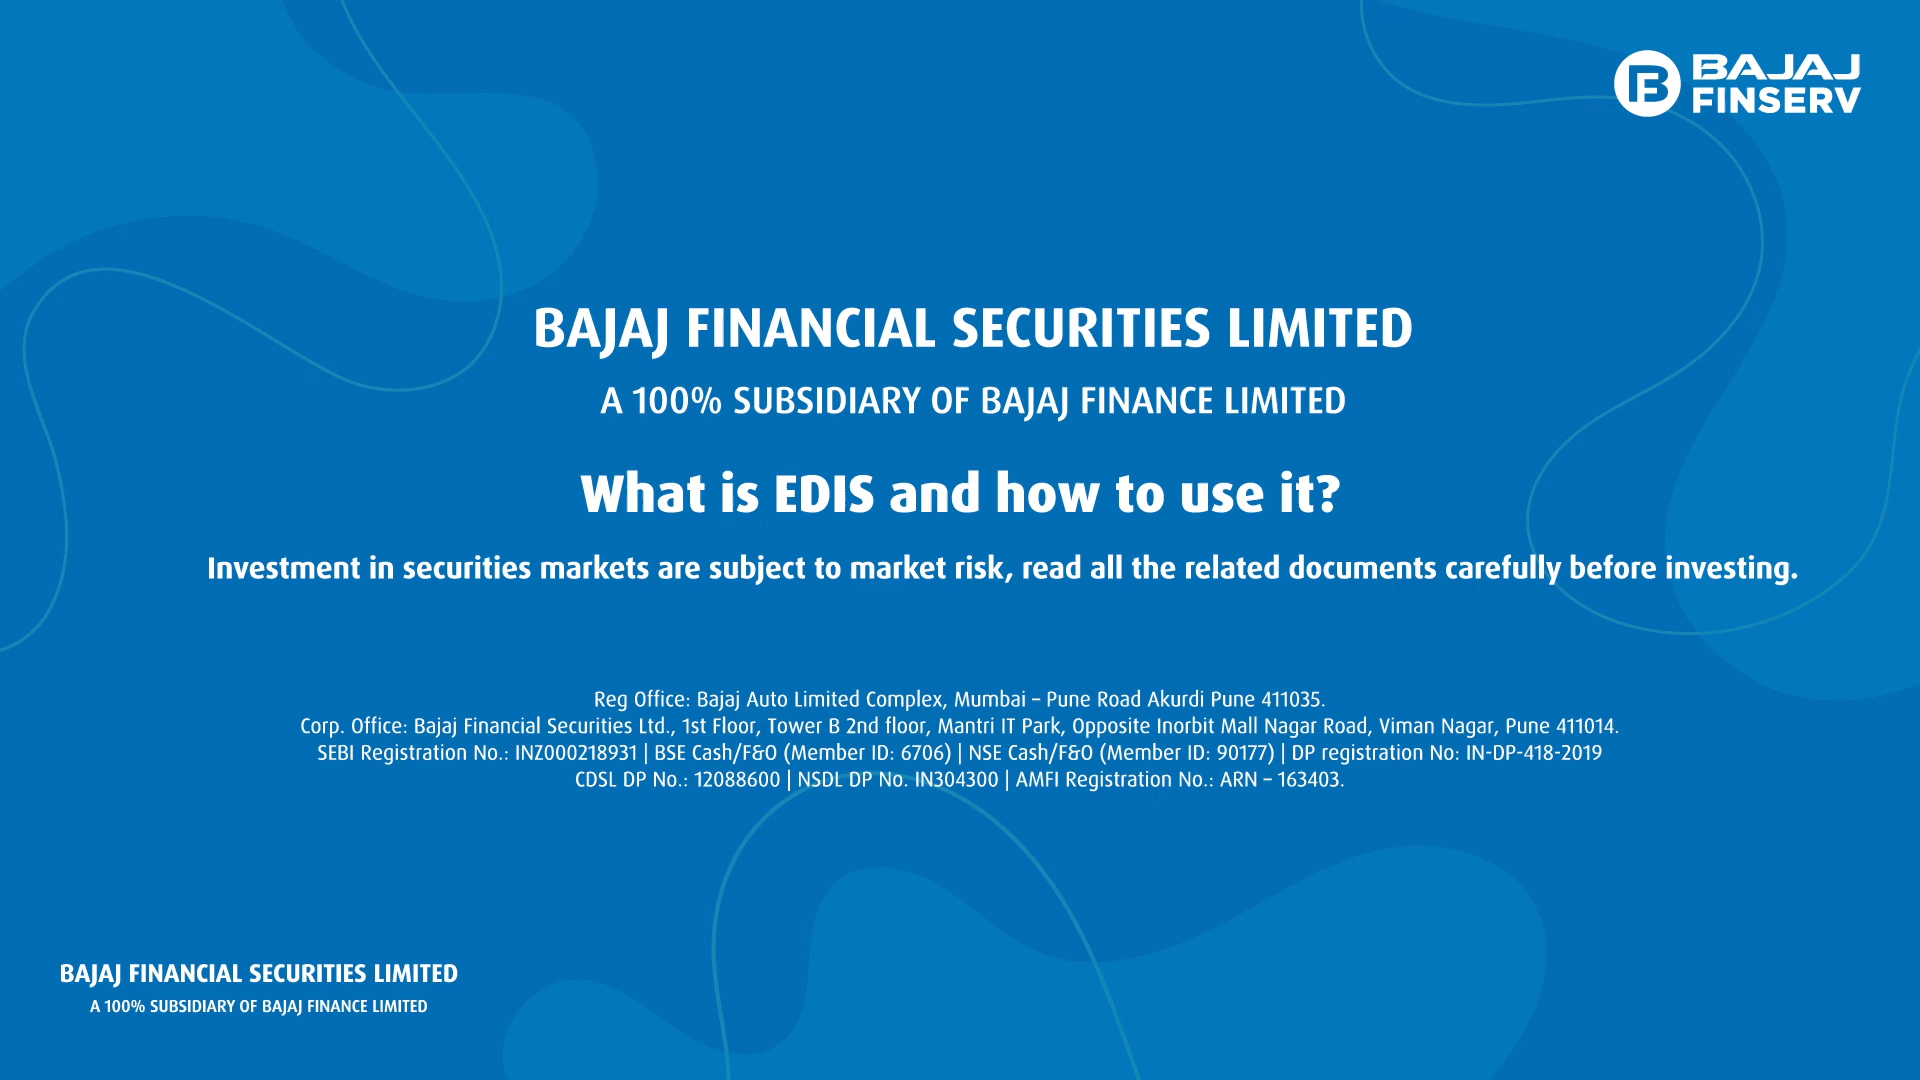 BAJAJ
FINSERV
BAJAJ FINANCIAL SECURITIES LIMITED
A 100% SUBSIDIARY OF BAJAJ FINANCE LIMITED
What is EDIS and how to use it?
Investment in securities markets are subject to market risk, read all the related documents carefully before investing.
Reg Office: Bajaj Auto Limited Complex, Mumbai – Pune Road Akurdi Pune 411035.
Corp. Office: Bajaj Financial Securities Ltd., 1st Floor, Tower B 2nd floor, Mantri IT Park, Opposite Inorbit Mall Nagar Road, Viman Nagar, Pune 411014.
SEBI Registration No.: INZ000218931 | BSE Cash/F&O (Member ID: 6706) | NSE Cash/F&O (Member ID: 90177) | DP registration No: IN-DP-418-2019
CDSL DP No.: 12088600 | NSDL DP No. IN304300 | AMFI Registration No.: ARN – 163403.
BAJAJ FINANCIAL SECURITIES LIMITED
A 100% SUBSIDIARY OF BAJAJ FINANCE LIMITED